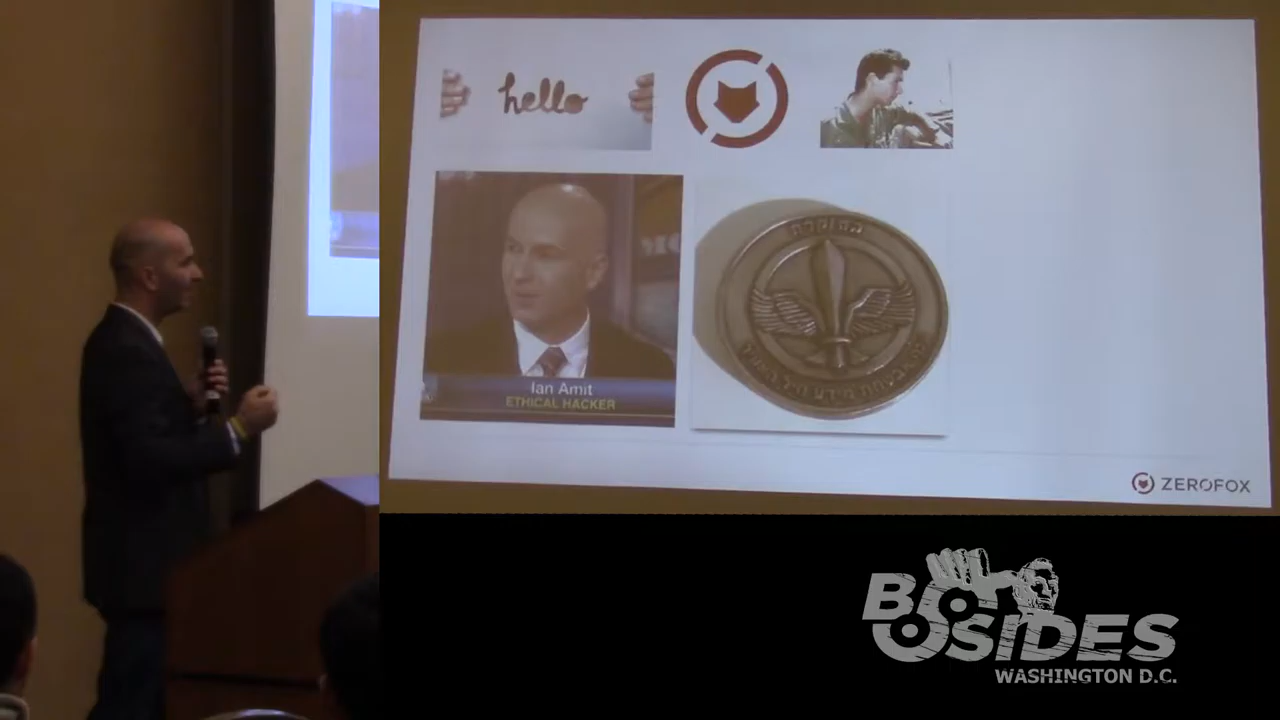 hello
Ian Amit
ETHICAL HACKER
ZEROFOX
BSIDES
WASHINGTON D.C.